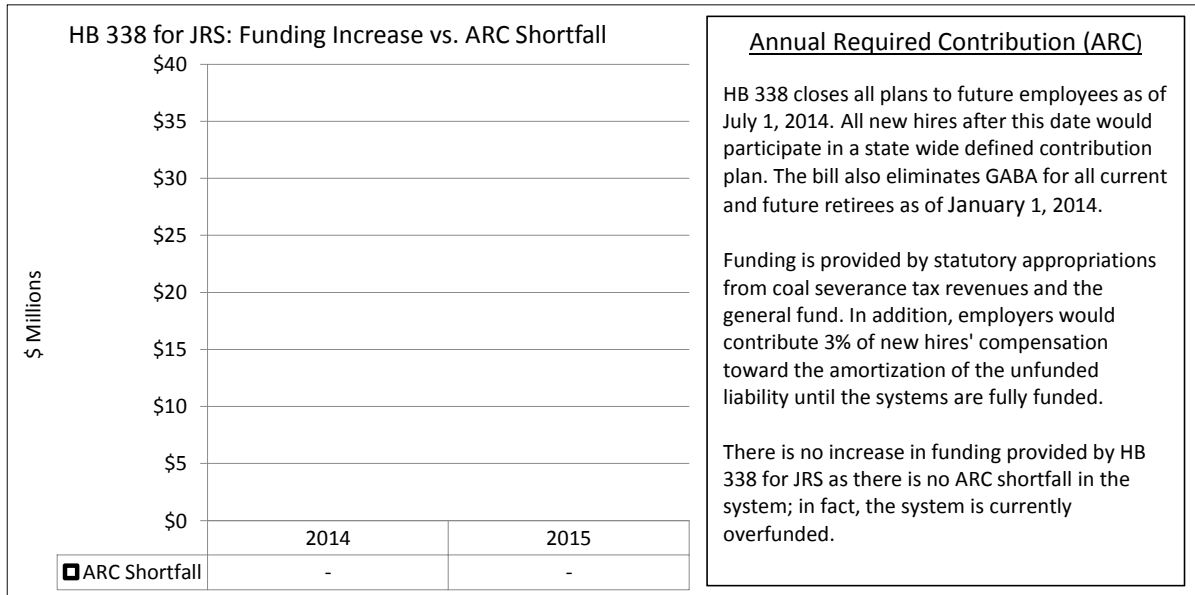 HB 338 for JRS: Funding Increase vs. ARC Shortfall
$40
$35
$30
$25
$20
$15
$10
$5
$0
$ Millions
2014 2015
ARC Shortfall - -
Annual Required Contribution (ARC)
HB 338 closes all plans to future employees as of
July 1, 2014. All new hires after this date would
participate in a state wide defined contribution
plan. The bill also eliminates GABA for all current
and future retirees as of January 1, 2014.
Funding is provided by statutory appropriations
from coal severance tax revenues and the
general fund. In addition, employers would
contribute 3% of new hires' compensation
toward the amortization of the unfunded
liability until the systems are fully funded.
There is no increase in funding provided by HB
338 for JRS as there is no ARC shortfall in the
system; in fact, the system is currently
overfunded.